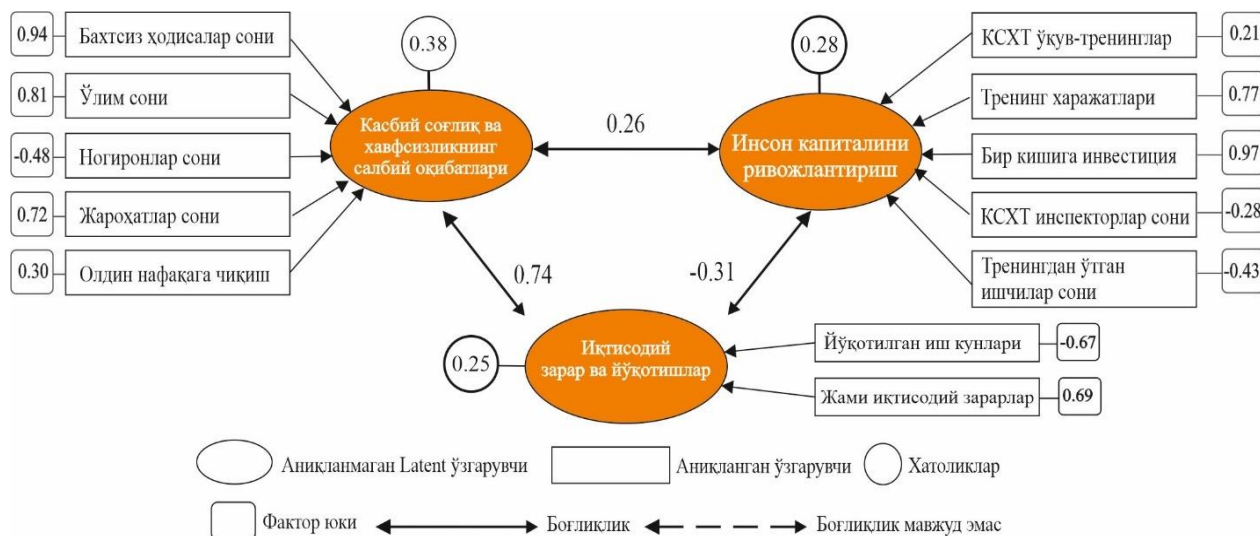 0.94
Бахтсиз ҳодисалар сони
0.81
Ўлим сони
-0.48
Ногиронлар сони
0.72
Жароҳатлар сони
0.30
Олдин нафақага чиқиш
0.38
Касбий соғлиқ ва
хавфсизликнинг
салбий оқибатлари
0.26
0.28
Инсон капиталини
ривожлантириш
КСХТ ўқув-тренинглар
0.21
Тренинг харажатлари
0.77
Бир кишига инвестиция
0.97
КСХТ инспекторлар сони
-0.28
Тренингдан ўтган
ишчилар сони
-0.43
0.74
-0.31
0.25
Иқтисодий
зарар ва йўқотишлар
Йўқотилган иш кунлари
-0.67
Жами иқтисодий зарарлар
0.69
Аниқланмаган Latent ўзгарувчи
Аниқланган ўзгарувчи
Хатоликлар
Фактор юки
Боғлиқлик
Боғлиқлик мавжуд эмас